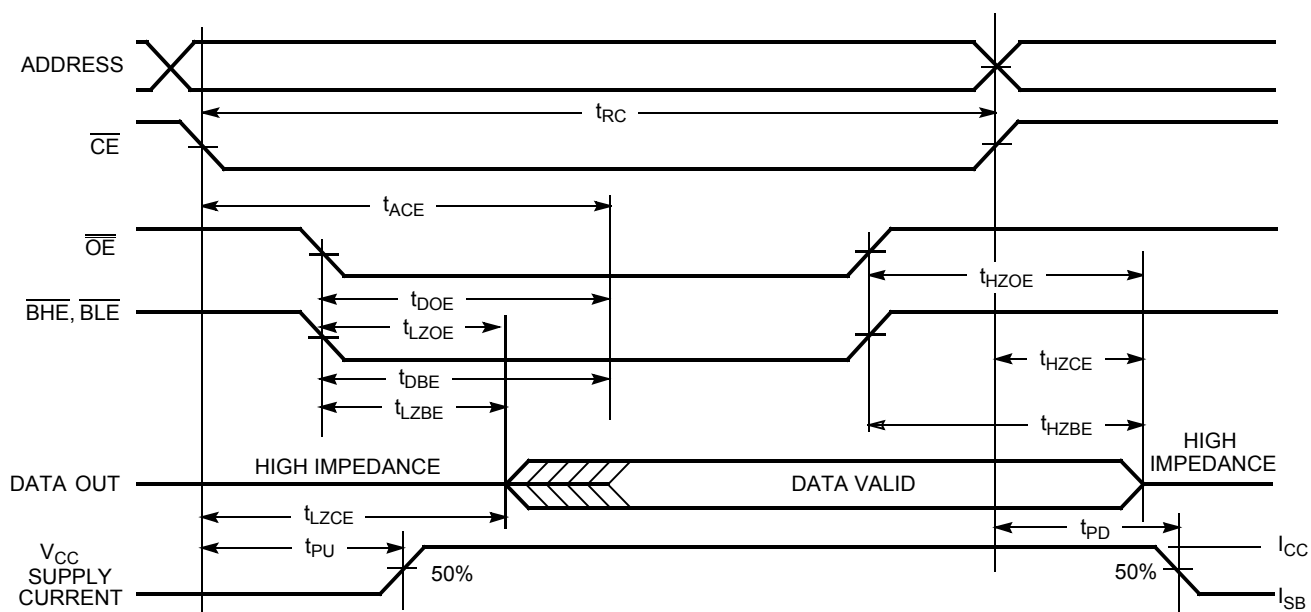 ADDRESS
tRC
CE
tACE
OE
tHZOE
tDOE
BHE, BLE
tLZOE
tHZCE
tDBE
tLZBE
tHZBE
HIGH IMPEDANCE
HIGH
IMPEDANCE
DATA OUT
DATA VALID
tLZCE
tPD
tPU
VCC
SUPPLY
CURRENT
50%
50%
ICC
ISB